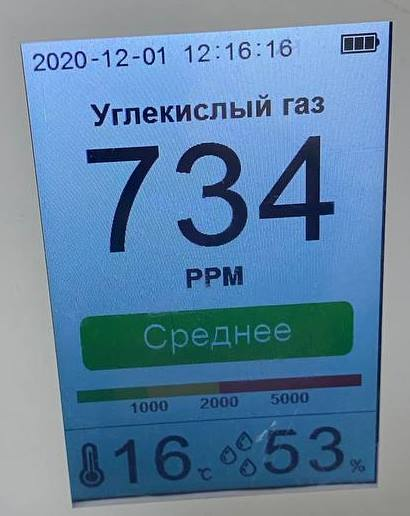 2020-12-01 12:16:16
Углекислый газ
734
PPM
Среднее
1000 2000 5000
16 °C 53 %